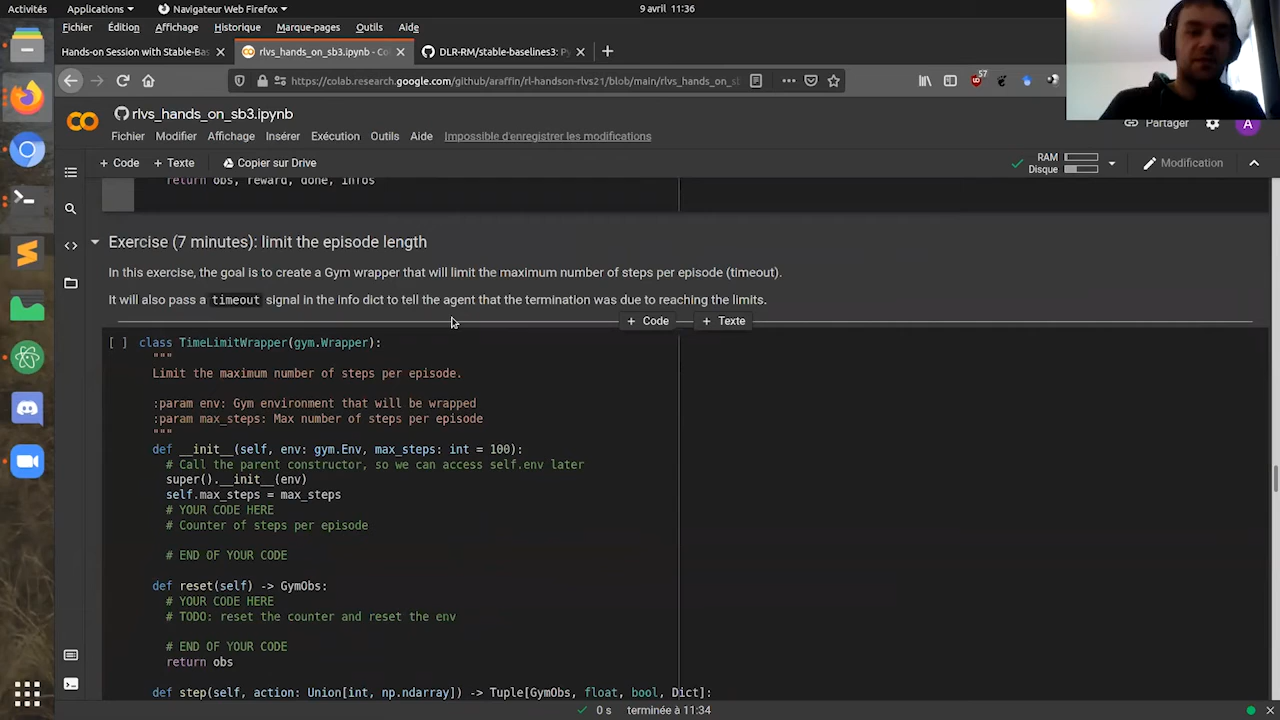 Activités Applications Navigateur Web Firefox 9 avril 11:36
Fichier Édition Affichage Historique Marque-pages Outils Aide
Hands-on Session with Stable-Bas rlvs_hands_on_sb3.ipynb - Co DLR-RM/stable-baselines3: Py
https://colab.research.google.com/github/araffin/rl-handson-rlvs21/blob/main/rlvs_hands_on_s 57
rlvs_hands_on_sb3.ipynb
Fichier Modifier Affichage Insérer Exécution Outils Aide Impossible d'enregistrer les modifications Partager A
+ Code + Texte Copier sur Drive RAM Disque Modification
return obs, reward, done, infos
Exercise (7 minutes): limit the episode length
In this exercise, the goal is to create a Gym wrapper that will limit the maximum number of steps per episode (timeout).
It will also pass a timeout signal in the info dict to tell the agent that the termination was due to reaching the limits.
+ Code + Texte
[ ] class TimeLimitWrapper(gym.Wrapper):
"""
Limit the maximum number of steps per episode.
:param env: Gym environment that will be wrapped
:param max_steps: Max number of steps per episode
"""
def __init__(self, env: gym.Env, max_steps: int = 100):
# Call the parent constructor, so we can access self.env later
super().__init__(env)
self.max_steps = max_steps
# YOUR CODE HERE
# Counter of steps per episode
# END OF YOUR CODE
def reset(self) -> GymObs:
# YOUR CODE HERE
# TODO: reset the counter and reset the env
# END OF YOUR CODE
return obs
def step(self, action: Union[int, np.ndarray]) -> Tuple[GymObs, float, bool, Dict]:
0 s terminée à 11:34